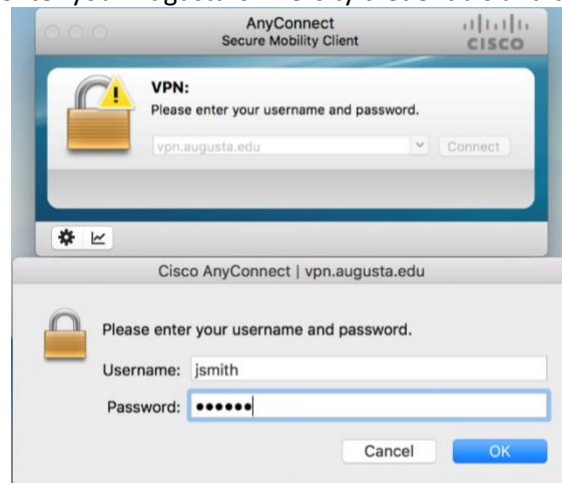 AnyConnect
Secure Mobility Client
CISCO
VPN:
Please enter your username and password.
vpn.augusta.edu
Connect
Cisco AnyConnect | vpn.augusta.edu
Please enter your username and password.
Username: jsmith
Password: ••••••
Cancel OK